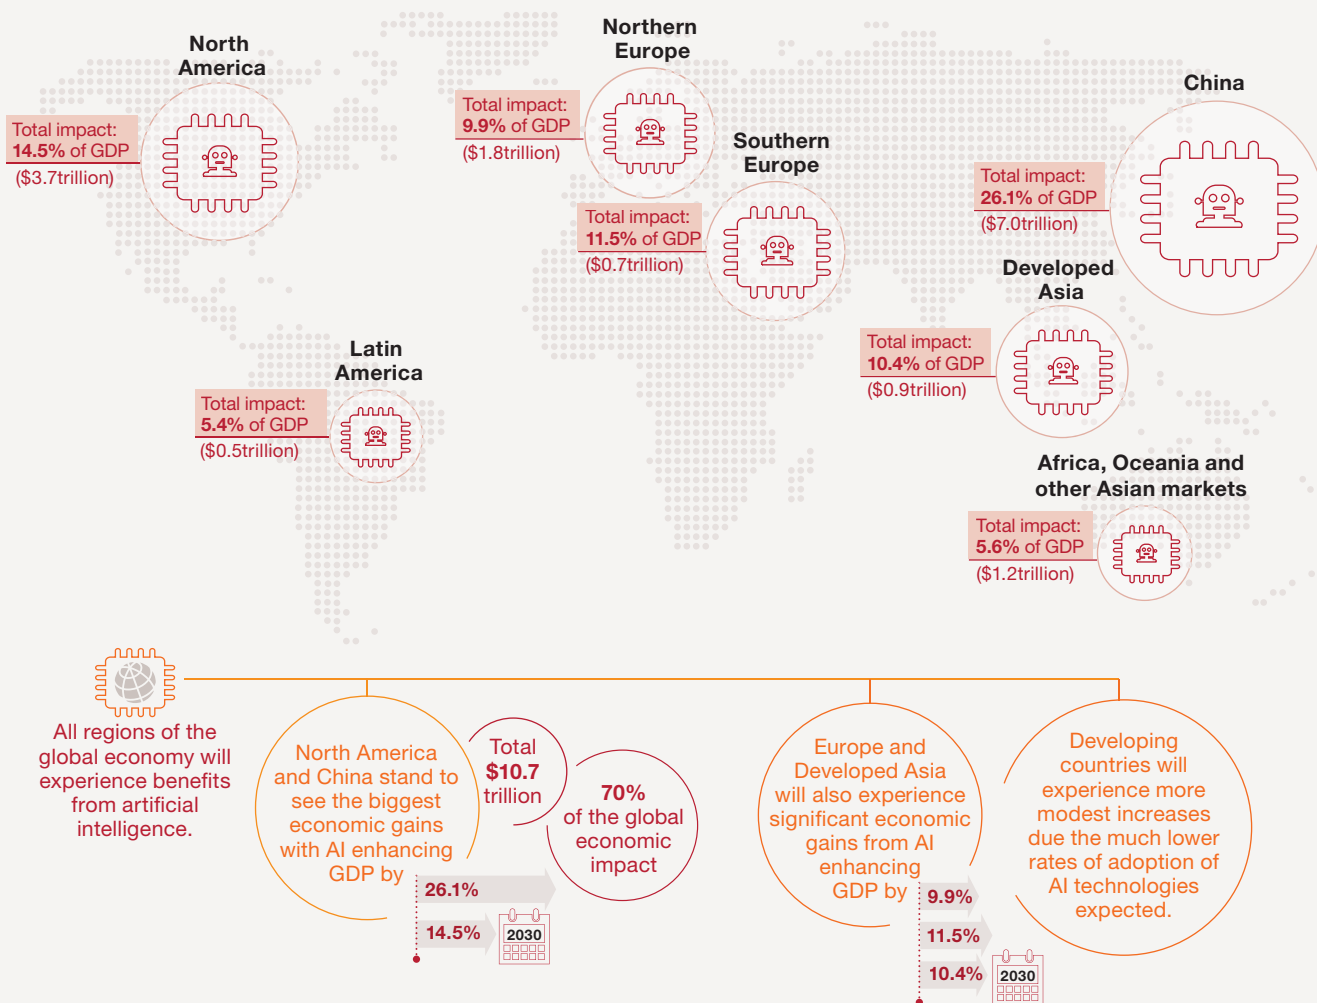 North
America
Total impact:
14.5% of GDP
($3.7trillion)
Northern
Europe
Total impact:
9.9% of GDP
($1.8trillion)
Southern
Europe
Total impact:
11.5% of GDP
($0.7trillion)
China
Total impact:
26.1% of GDP
($7.0trillion)
Developed
Asia
Total impact:
10.4% of GDP
($0.9trillion)
Latin
America
Total impact:
5.4% of GDP
($0.5trillion)
Africa, Oceania and
other Asian markets
Total impact:
5.6% of GDP
($1.2trillion)
All regions of the
global economy will
experience benefits
from artificial
intelligence.
North America
and China stand to
see the biggest
economic gains
with AI enhancing
GDP by
26.1%
14.5%
2030
Total
$10.7
trillion
70%
of the global
economic
impact
Europe and
Developed Asia
will also experience
significant economic
gains from AI
enhancing
GDP by
9.9%
11.5%
10.4%
2030
Developing
countries will
experience more
modest increases
due the much lower
rates of adoption of
AI technologies
expected.